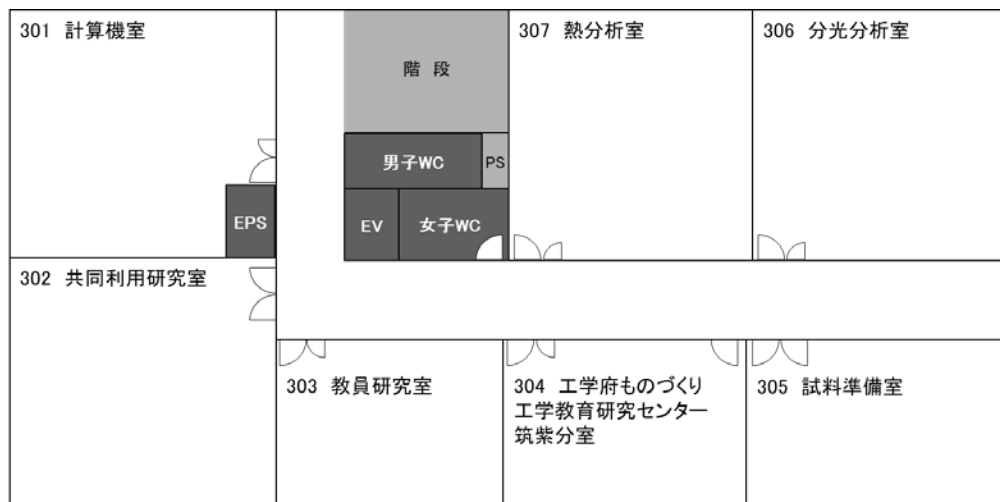 301 計算機室
階 段
307 熱分析室
306 分光分析室
男子WC
PS
EPS
EV
女子WC
302 共同利用研究室
303 教員研究室
304 工学府ものづくり
工学教育研究センター
筑紫分室
305 試料準備室